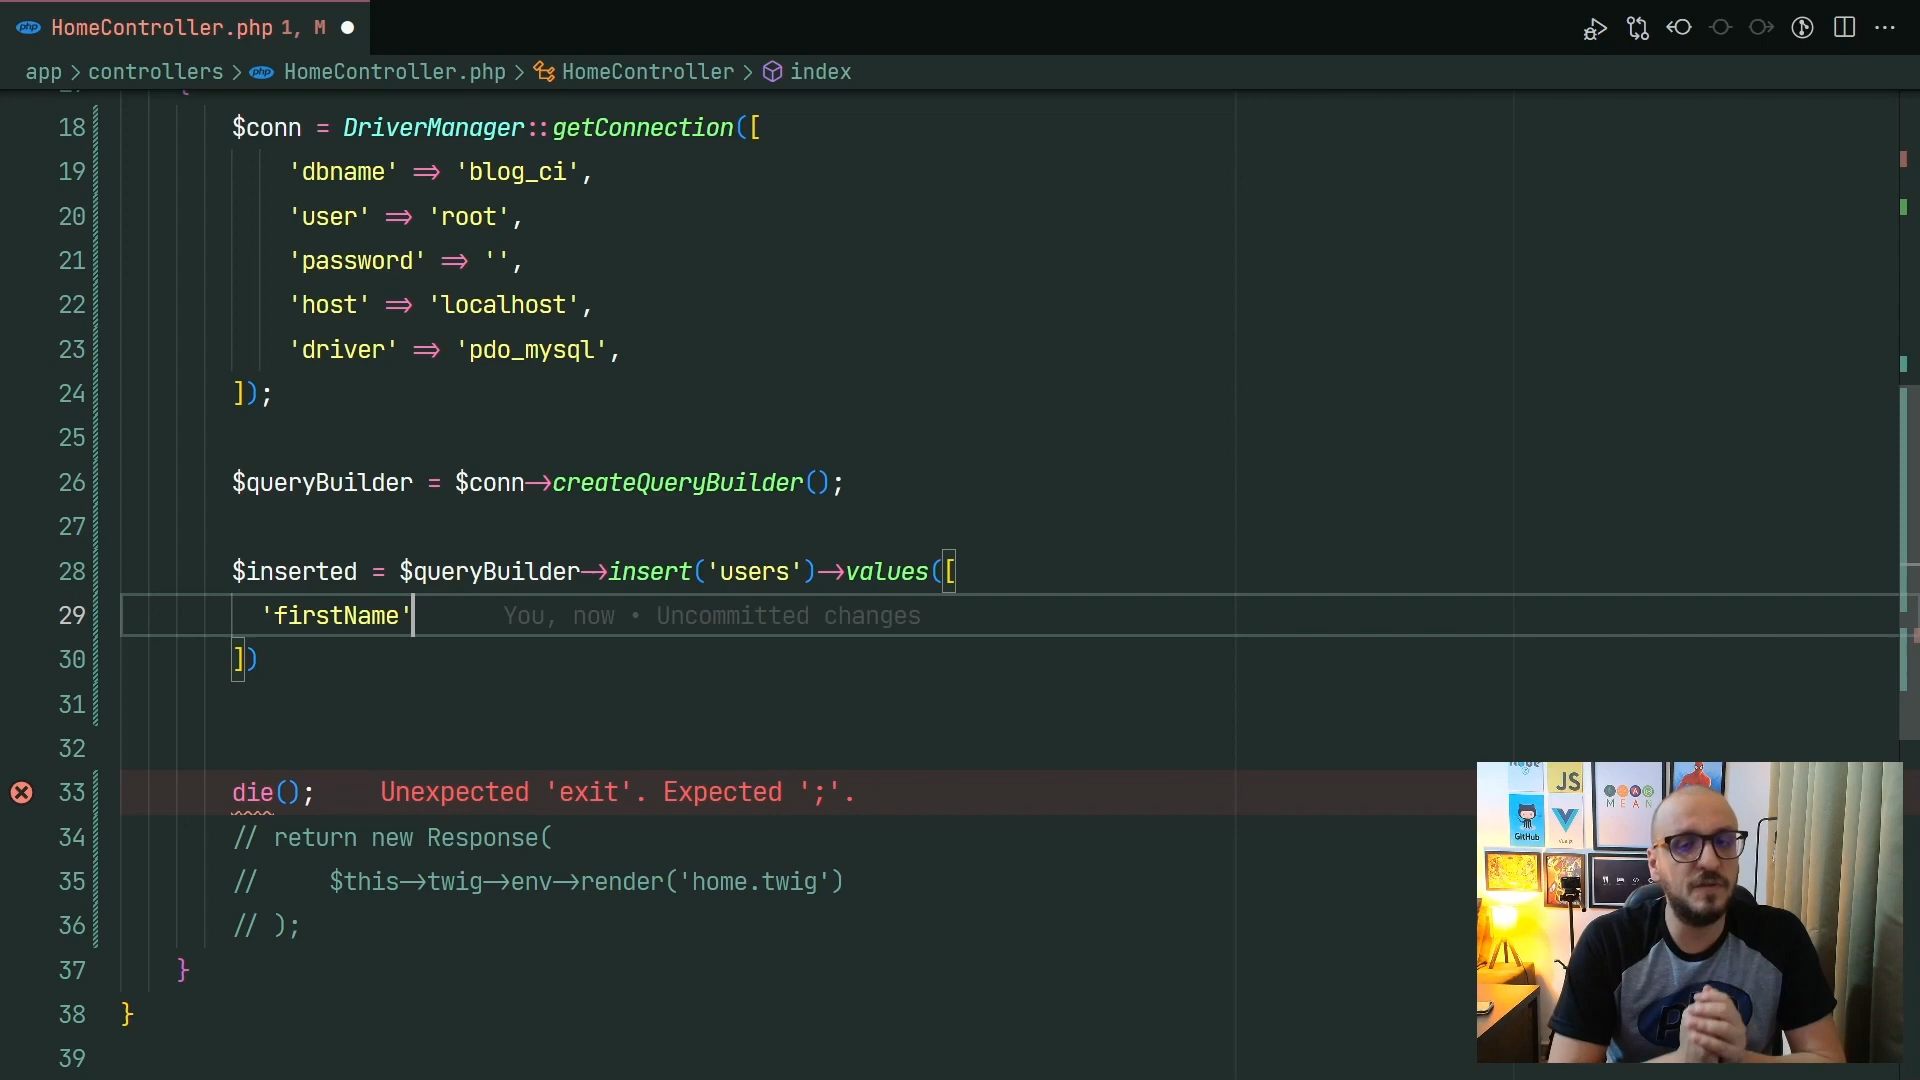 HomeController.php 1, M
app > controllers > HomeController.php > HomeController > index
18 $conn = DriverManager::getConnection([
19 'dbname' => 'blog_ci',
20 'user' => 'root',
21 'password' => '',
22 'host' => 'localhost',
23 'driver' => 'pdo_mysql',
24 ]);
25
26 $queryBuilder = $conn->createQueryBuilder();
27
28 $inserted = $queryBuilder->insert('users')->values([
29 'firstName' You, now • Uncommitted changes
30 ])
31
32
33 die(); Unexpected 'exit'. Expected ';'.
34 // return new Response(
35 // $this->twig->env->render('home.twig')
36 // );
37 }
38 }
39
JS
MEAN
GitHub